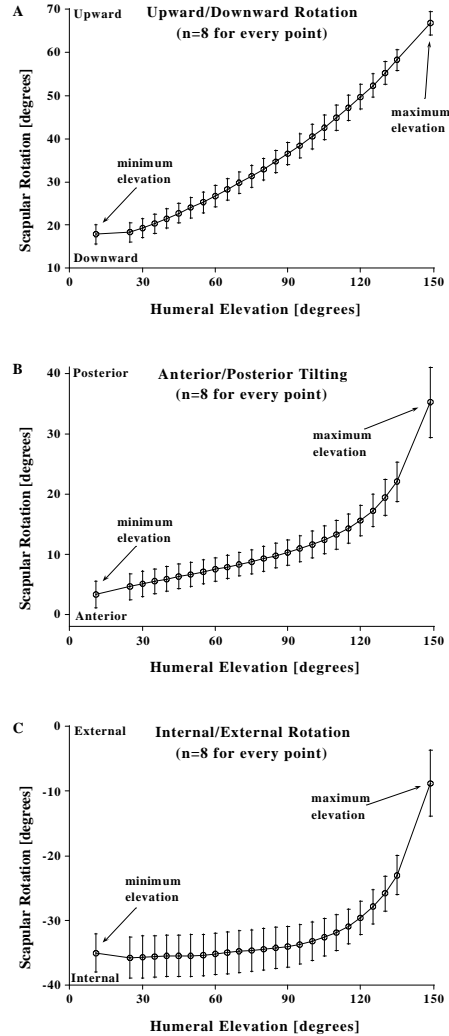 A
Upward
Upward/Downward Rotation
(n=8 for every point)
70
60
50
40
30
20
10
Scapular Rotation [degrees]
minimum
elevation
maximum
elevation
Downward
0
30
60
90
120
150
Humeral Elevation [degrees]
B
Posterior
Anterior/Posterior Tilting
(n=8 for every point)
40
30
20
10
0
Scapular Rotation [degrees]
maximum
elevation
minimum
elevation
Anterior
0
30
60
90
120
150
Humeral Elevation [degrees]
C
External
Internal/External Rotation
(n=8 for every point)
0
-10
-20
-30
-40
Scapular Rotation [degrees]
maximum
elevation
minimum
elevation
Internal
0
30
60
90
120
150
Humeral Elevation [degrees]